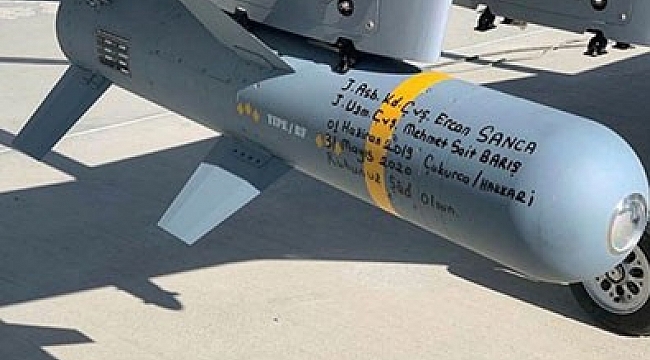 J. Asb. Kd. Çvş. Ercan SANCA
J. Uzm. Çvş. Mehmet Sait BARIŞ
01 Haziran 2019
31 Mayıs 2020 Çukurca/HAKKARİ
Ruhunuz Şad Olsun.